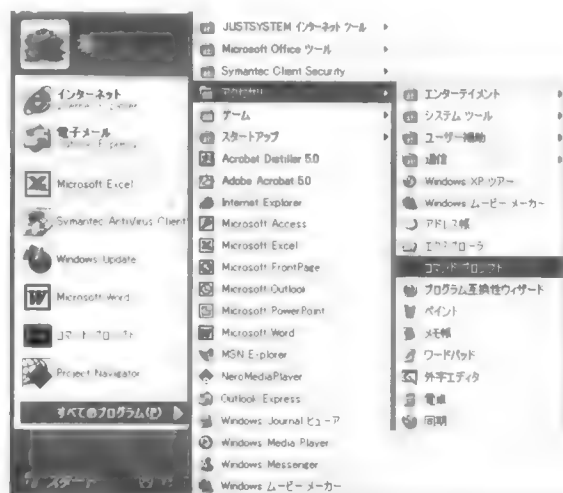 インターネット
電子メール
Microsoft Excel
Symantec AntiVirus Client
Windows Update
Microsoft Word
コマンド プロンプト
Project Navigator
すべてのプログラム(P)
スタート
JUSTSYSTEM インターネット ツール
Microsoft Office ツール
Symantec Client Security
アクセサリ
ゲーム
スタートアップ
Acrobat Distiller 5.0
Adobe Acrobat 5.0
Internet Explorer
Microsoft Access
Microsoft Excel
Microsoft FrontPage
Microsoft Outlook
Microsoft PowerPoint
Microsoft Word
MSN Explorer
NeroMediaPlayer
Outlook Express
Windows Journal ビューア
Windows Media Player
Windows Messenger
Windows ムービー メーカー
エンターテイメント
システム ツール
ユーザー補助
通信
Windows XP ツアー
Windows ムービー メーカー
アドレス帳
エクスプローラ
コマンド プロンプト
プログラム互換性ウィザード
ペイント
メモ帳
ワードパッド
外字エディタ
電卓
同期